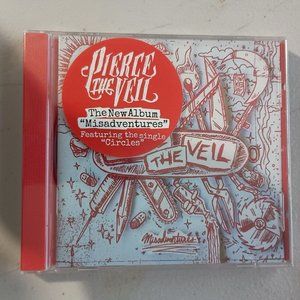 PIERCE
THE
VEIL
The New Album
"Misadventures"
Featuring the single
"Circles"
THE VEIL
Misadventures